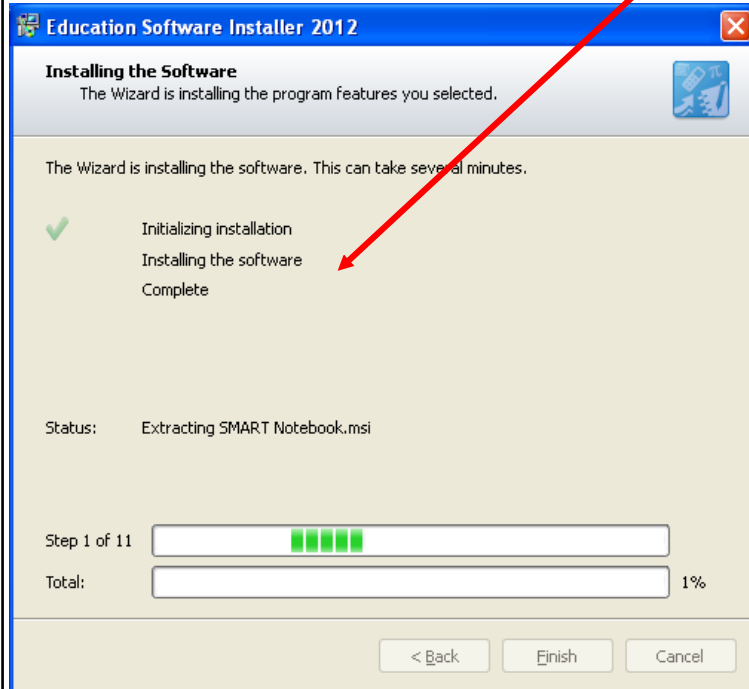 Education Software Installer 2012
Installing the Software
The Wizard is installing the program features you selected.
The Wizard is installing the software. This can take several minutes.
Initializing installation
Installing the software
Complete
Status: Extracting SMART Notebook.msi
Step 1 of 11
Total: 1%
< Back Finish Cancel